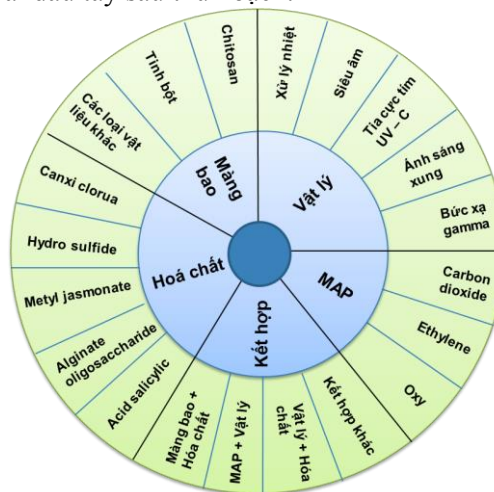 Chitosan
Xử lý nhiệt
Siêu âm
Tia cực tím
UV – C
Ánh sáng
xung
Bức xạ
gamma
Carbon
dioxide
Ethylene
Oxy
Kết hợp khác
Vật lý + Hóa
chất
MAP + Vật lý
Màng bao +
Hóa chất
Acid salicylic
Alginate
oligosaccharide
Metyl jasmonate
Hydro sulfide
Canxi clorua
Các loại vật
liệu khác
Tinh bột
Màng
bao
Vật lý
MAP
Kết hợp
Hoá chất